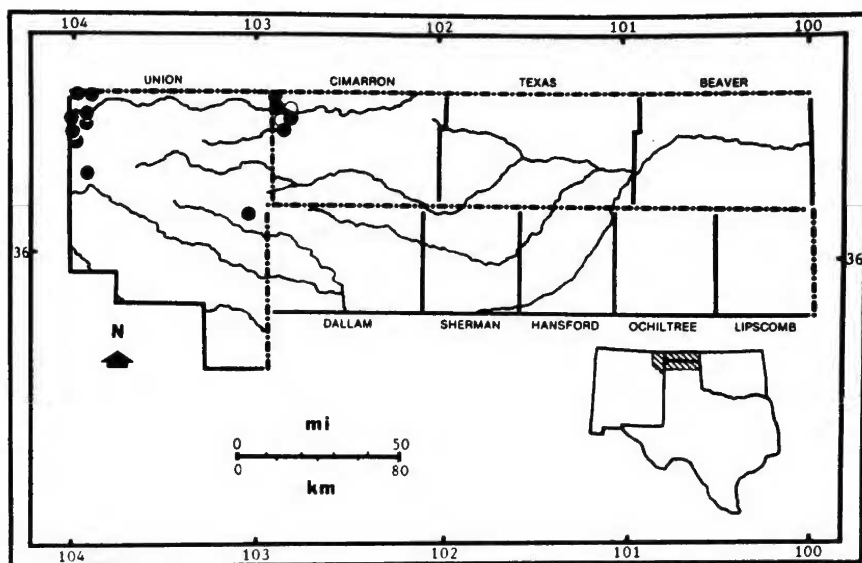 104 103 102 101 100
UNION CIMARRON TEXAS BEAVER
36 36
DALLAM SHERMAN HANSFORD OCHILTREE LIPSCOMB
N
mi
0 50
0 80
km
104 103 102 101 100